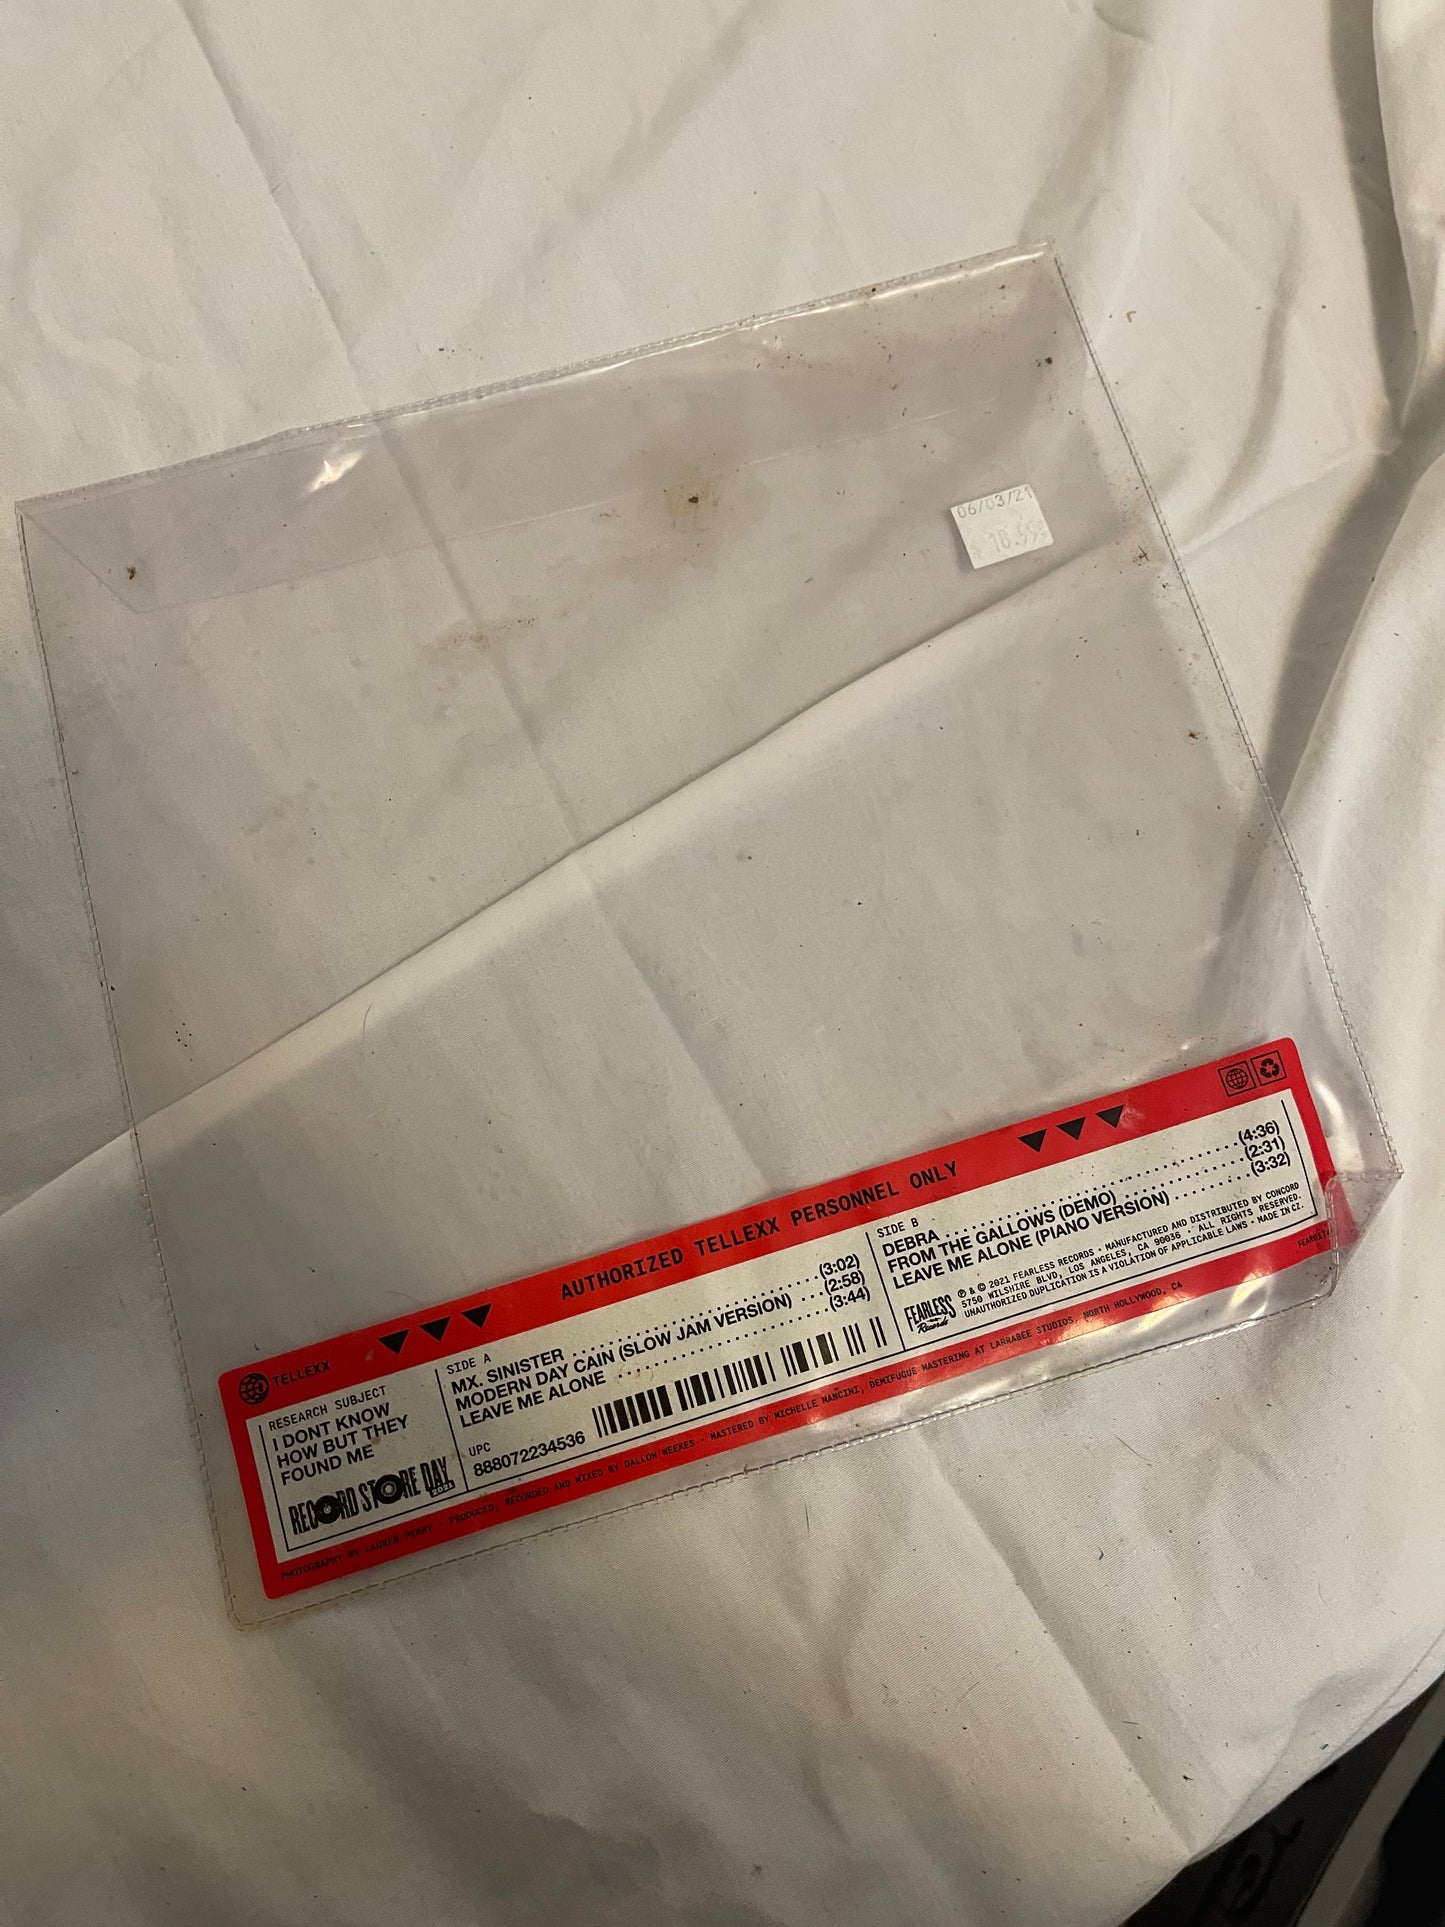 06/03/21
18.99
AUTHORIZED TELLEXX PERSONNEL ONLY
TELLEXX
RESEARCH SUBJECT
I DONT KNOW
HOW BUT THEY
FOUND ME
RECORD STORE DAY
2021
SIDE A
MX. SINISTER (3:02)
MODERN DAY CAIN (SLOW JAM VERSION) (2:58)
LEAVE ME ALONE (3:44)
UPC
888072234536
SIDE B
DEBRA (4:36)
FROM THE GALLOWS (DEMO) (2:31)
LEAVE ME ALONE (PIANO VERSION) (3:32)
FEARLESS
Records
℗ & © 2021 FEARLESS RECORDS · MANUFACTURED AND DISTRIBUTED BY CONCORD
5750 WILSHIRE BLVD, LOS ANGELES, CA 90036 · ALL RIGHTS RESERVED.
UNAUTHORIZED DUPLICATION IS A VIOLATION OF APPLICABLE LAWS · MADE IN CZ.
PHOTOGRAPHY BY LAUREN PERRY PRODUCED, RECORDED AND MIXED BY DALLON WEEKES · MASTERED BY MICHELLE MANCINI, DEMIFUGUE MASTERING AT LARRABEE STUDIOS, NORTH HOLLYWOOD, CA